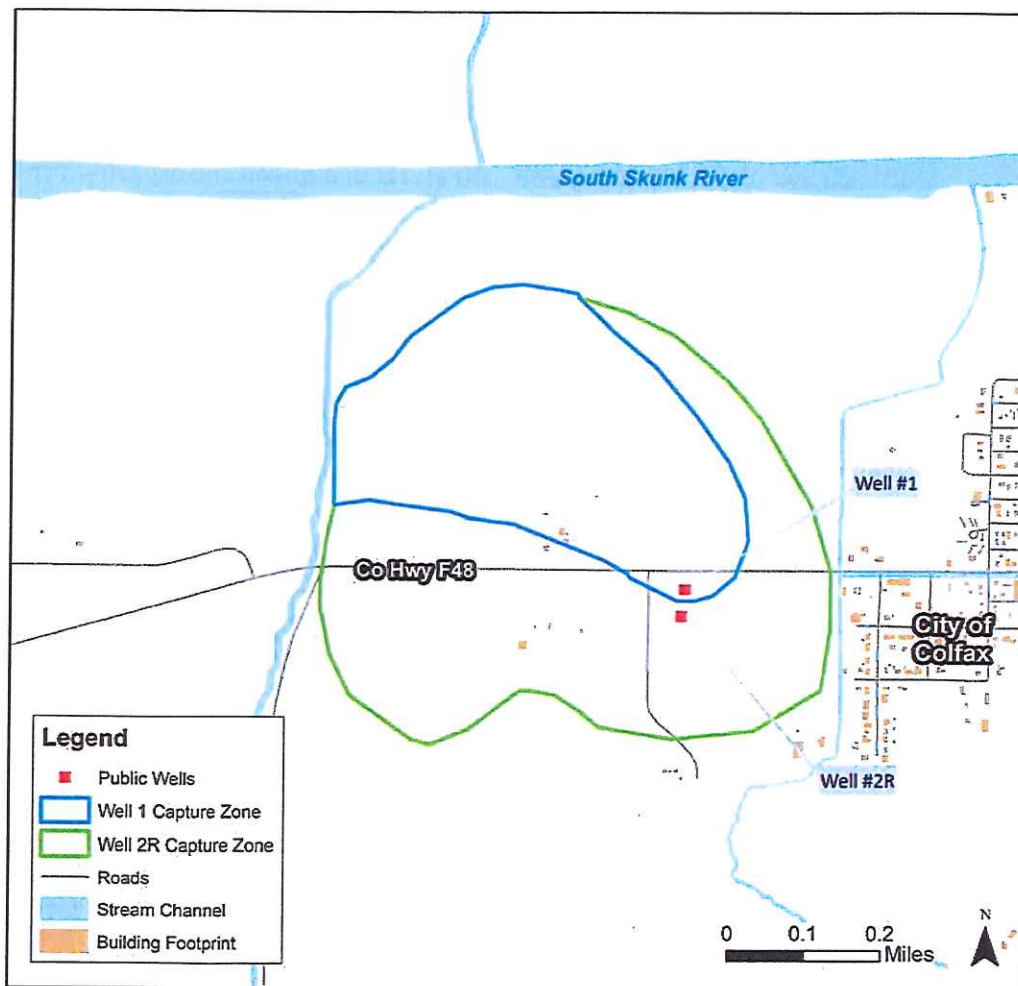 South Skunk River
Well #1
Co Hwy F48
City of
Colfax
Well #2R
Legend
Public Wells
Well 1 Capture Zone
Well 2R Capture Zone
Roads
Stream Channel
Building Footprint
N
0 0.1 0.2
Miles